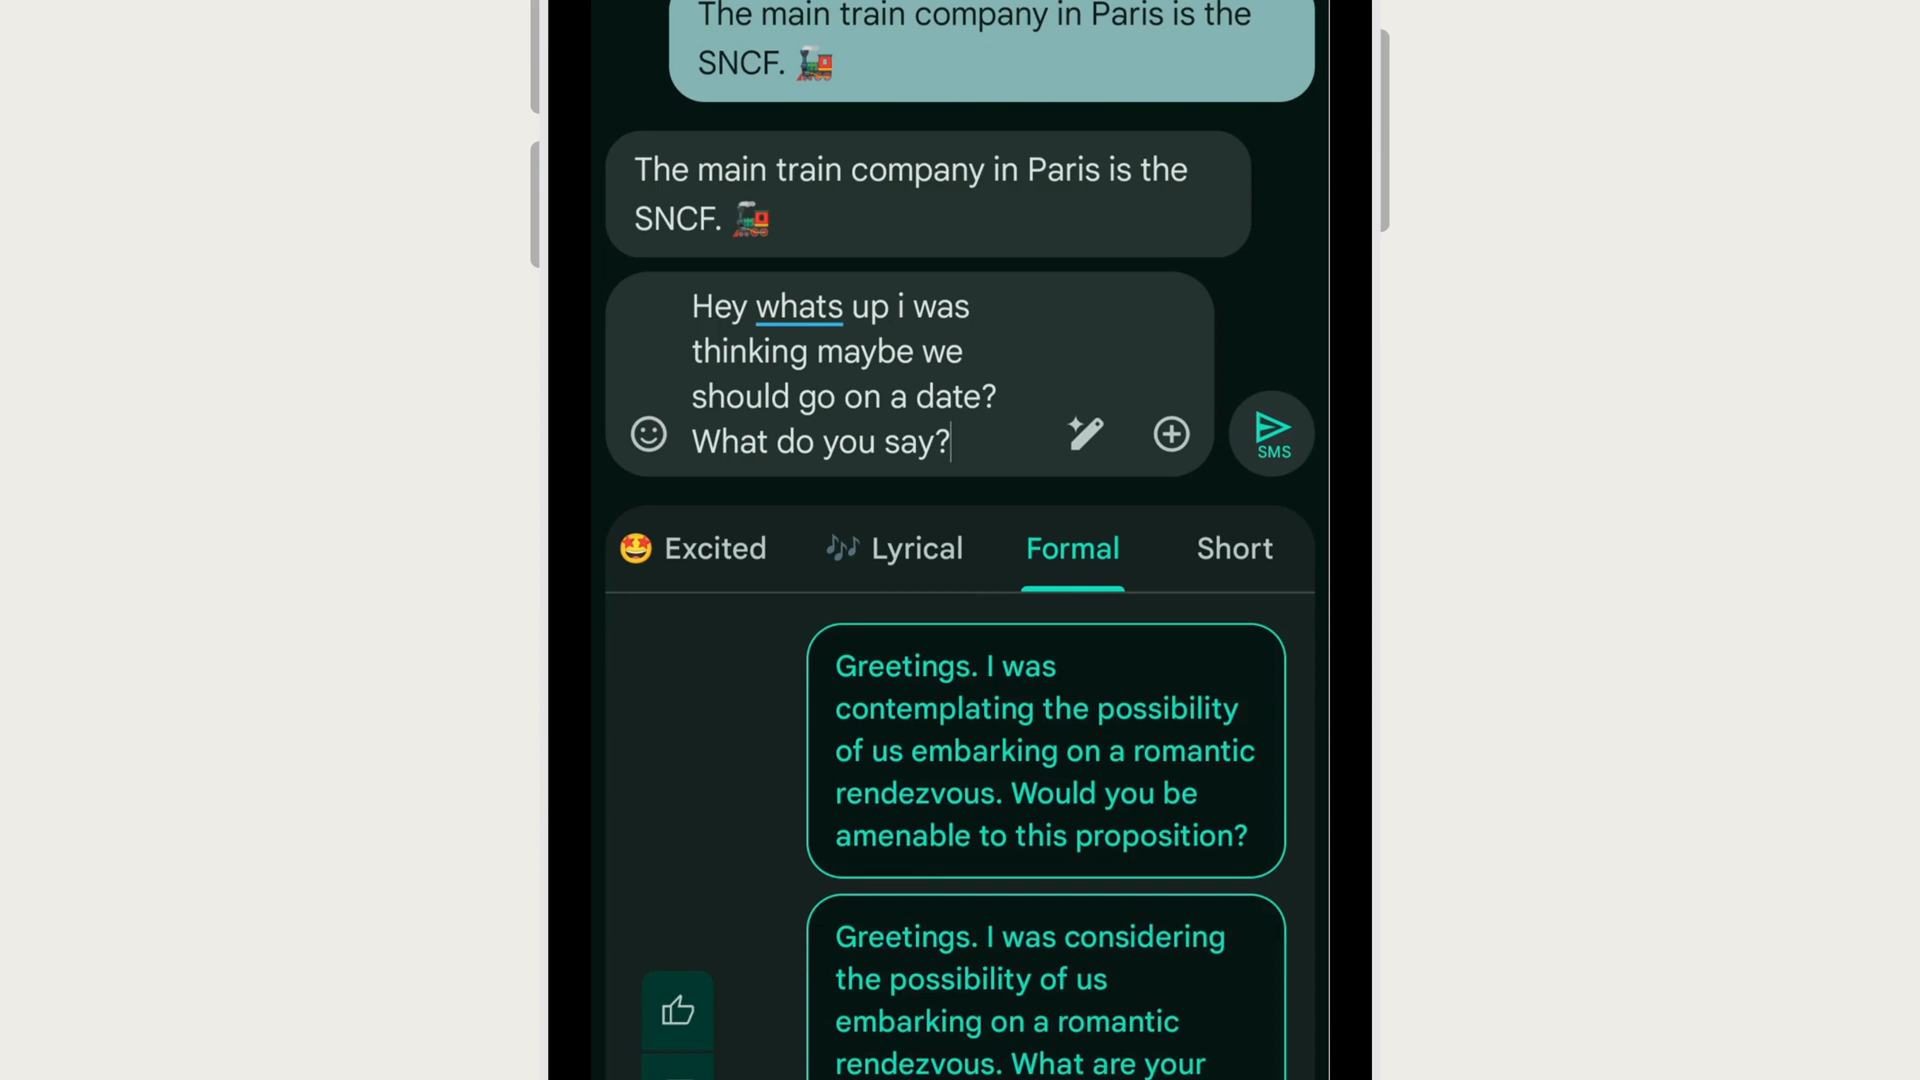 The main train company in Paris is the
SNCF. 🚂
The main train company in Paris is the
SNCF. 🚂
Hey whats up i was
thinking maybe we
should go on a date?
What do you say?
SMS
🤩 Excited 🎶 Lyrical Formal Short
Greetings. I was
contemplating the possibility
of us embarking on a romantic
rendezvous. Would you be
amenable to this proposition?
Greetings. I was considering
the possibility of us
embarking on a romantic
rendezvous. What are your